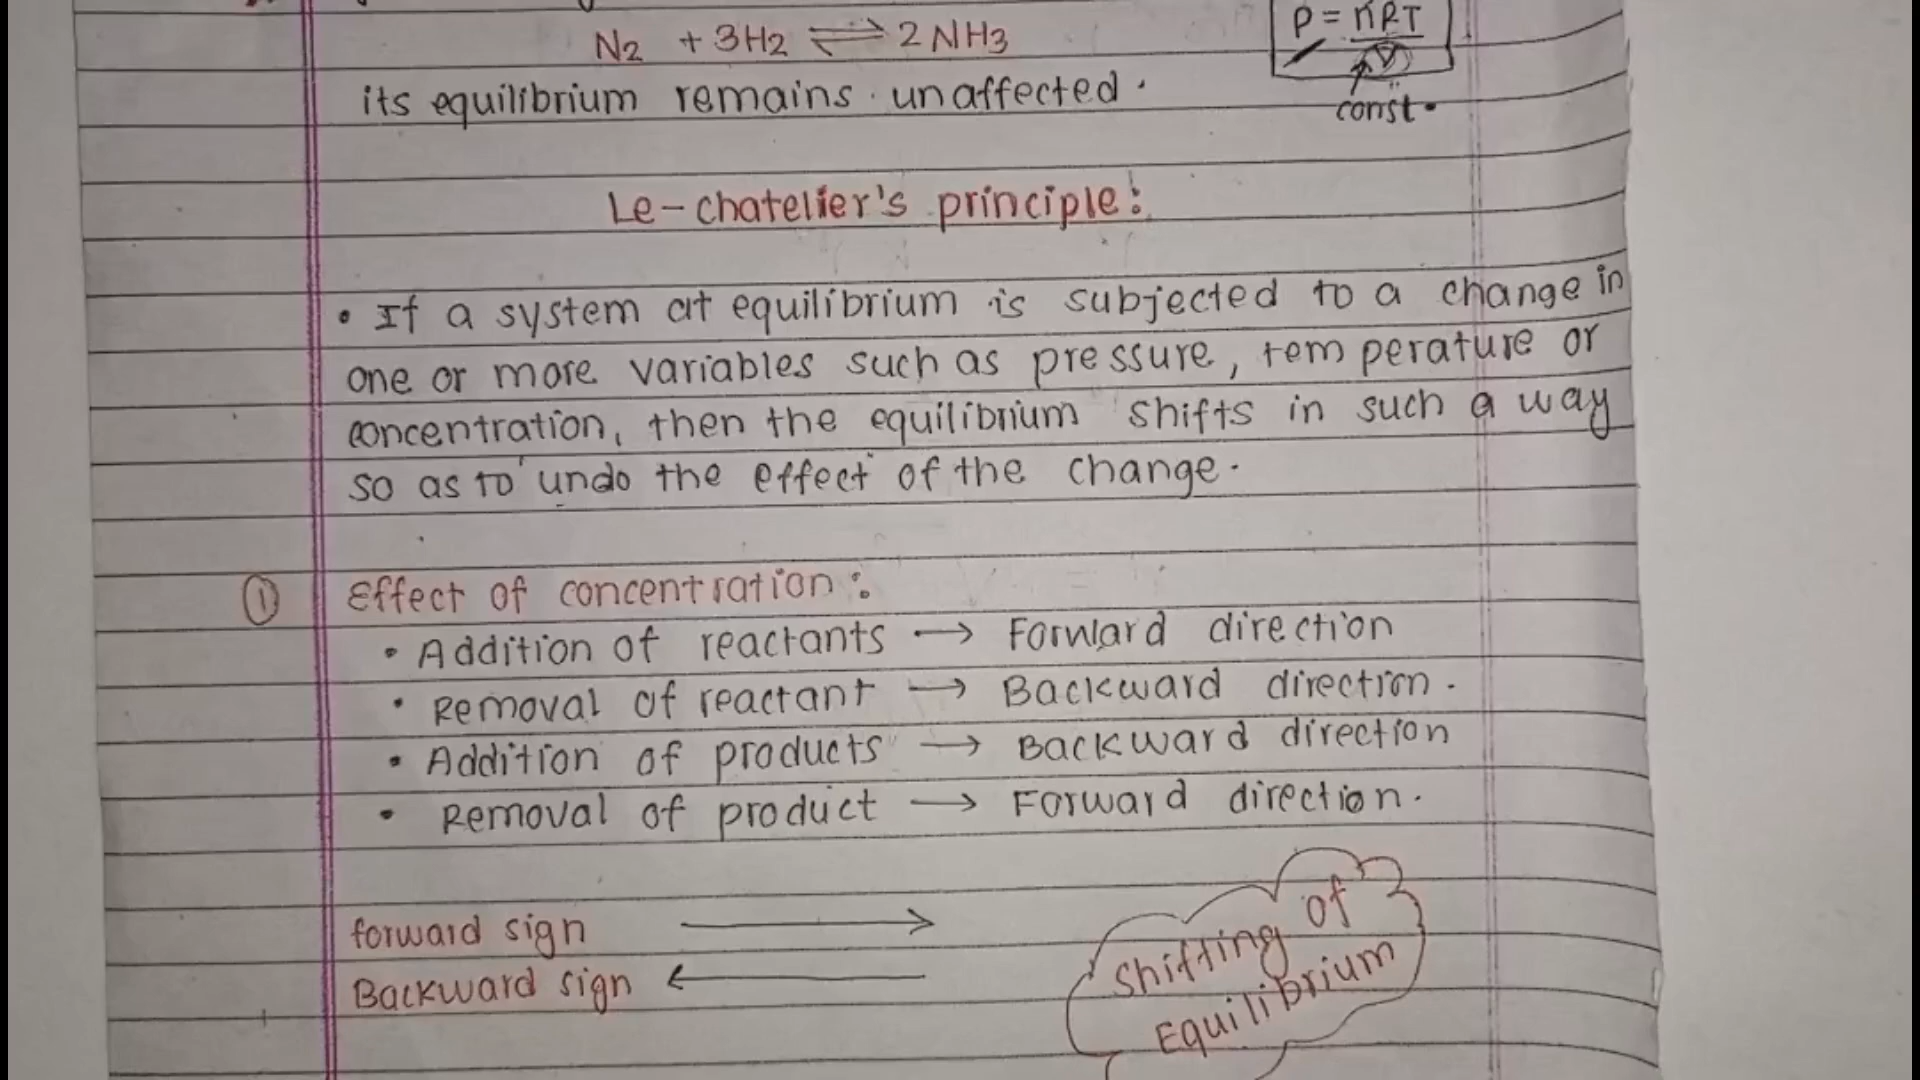 N2 + 3H2 ⇌ 2NH3
P = nRT
V
const.
its equilibrium remains unaffected.
Le-chatelier's principle:
• If a system at equilibrium is subjected to a change in
one or more variables such as pressure, temperature or
concentration, then the equilibrium shifts in such a way
so as to undo the effect of the change.
① Effect of concentration:
• Addition of reactants → Forward direction
• Removal of reactant → Backward direction.
• Addition of products → Backward direction
• Removal of product → Forward direction.
forward sign →
Backward sign ←
Shifting of
Equilibrium